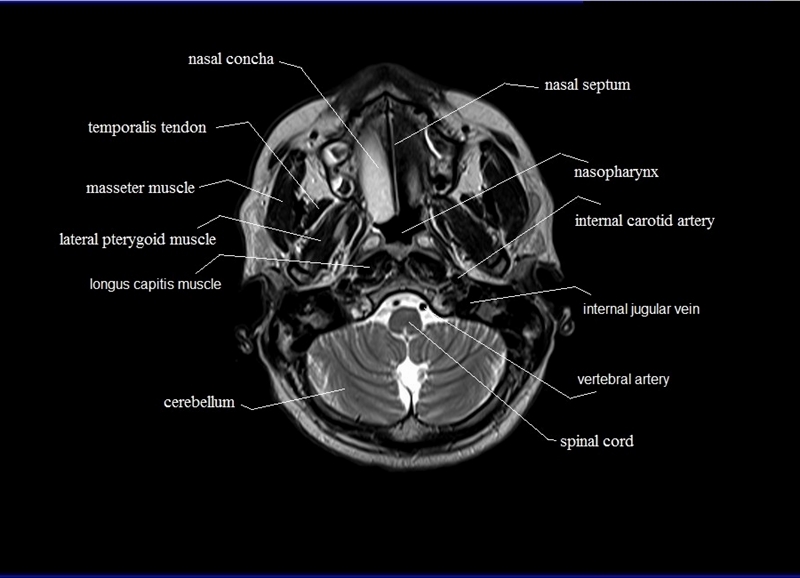 nasal concha
nasal septum
temporalis tendon
nasopharynx
masseter muscle
internal carotid artery
lateral pterygoid muscle
longus capitis muscle
internal jugular vein
vertebral artery
cerebellum
spinal cord